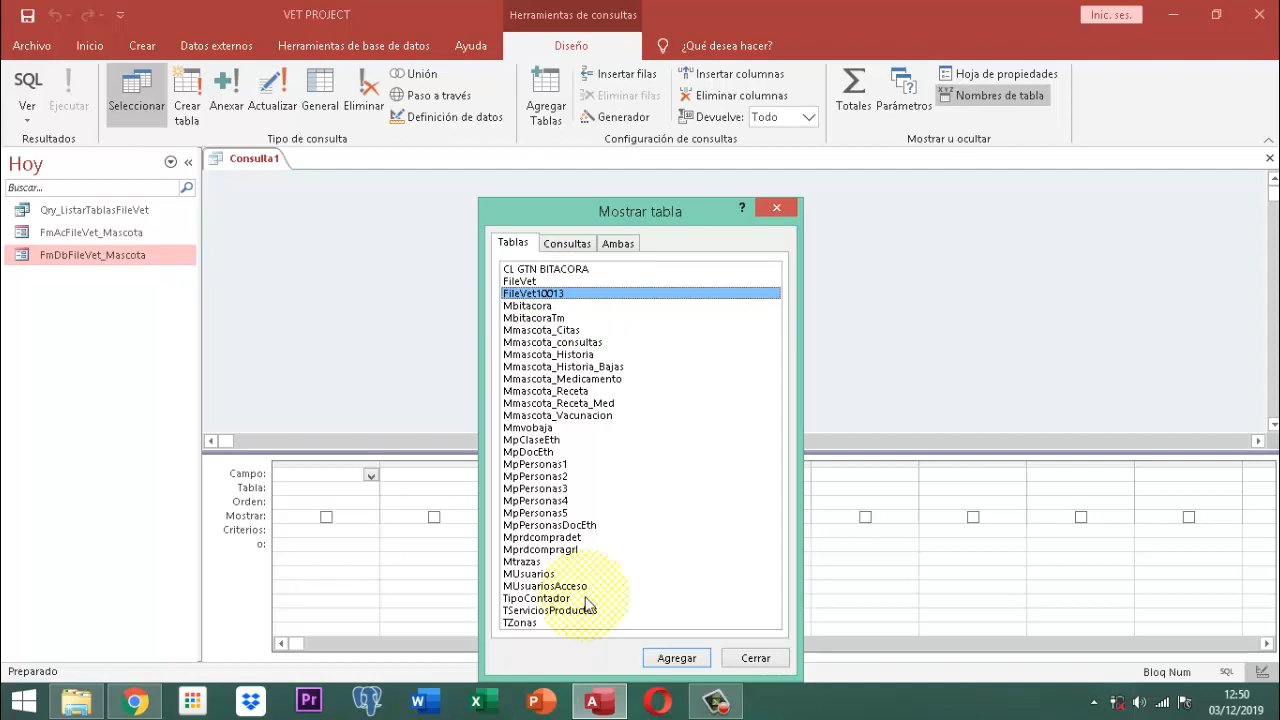 VET PROJECT
Herramientas de consultas
Inic. ses.
Archivo
Inicio
Crear
Datos externos
Herramientas de base de datos
Ayuda
Diseño
¿Qué desea hacer?
SQL
Ver
Ejecutar
Resultados
Seleccionar
Crear tabla
Anexar
Actualizar
General
Eliminar
Unión
Paso a través
Definición de datos
Tipo de consulta
Agregar Tablas
Insertar filas
Eliminar filas
Generador
Insertar columnas
Eliminar columnas
Devuelve: Todo
Configuración de consultas
Totales
Parámetros
Hoja de propiedades
XYZ Nombres de tabla
Mostrar u ocultar
Hoy
Buscar...
Qry_ListarTablasFileVet
FmAcFileVet_Mascota
FmDbFileVet_Mascota
Consulta1
Mostrar tabla
?
Tablas
Consultas
Ambas
CL GTN BITACORA
FileVet
FileVet10013
Mbitacora
MbitacoraTm
Mmascota_Citas
Mmascota_consultas
Mmascota_Historia
Mmascota_Historia_Bajas
Mmascota_Medicamento
Mmascota_Receta
Mmascota_Receta_Med
Mmascota_Vacunacion
Mmvobaja
MpClaseEth
MpDocEth
MpPersonas1
MpPersonas2
MpPersonas3
MpPersonas4
MpPersonas5
MpPersonasDocEth
Mprdcompradet
Mprdcompragrl
Mtrazas
MUsuarios
MUsuariosAcceso
TipoContador
TServiciosProductos
TZonas
Agregar
Cerrar
Campo:
Tabla:
Orden:
Mostrar:
Criterios:
o:
Preparado
Bloq Num
SQL
Pr
W
X
P
A
12:50
03/12/2019